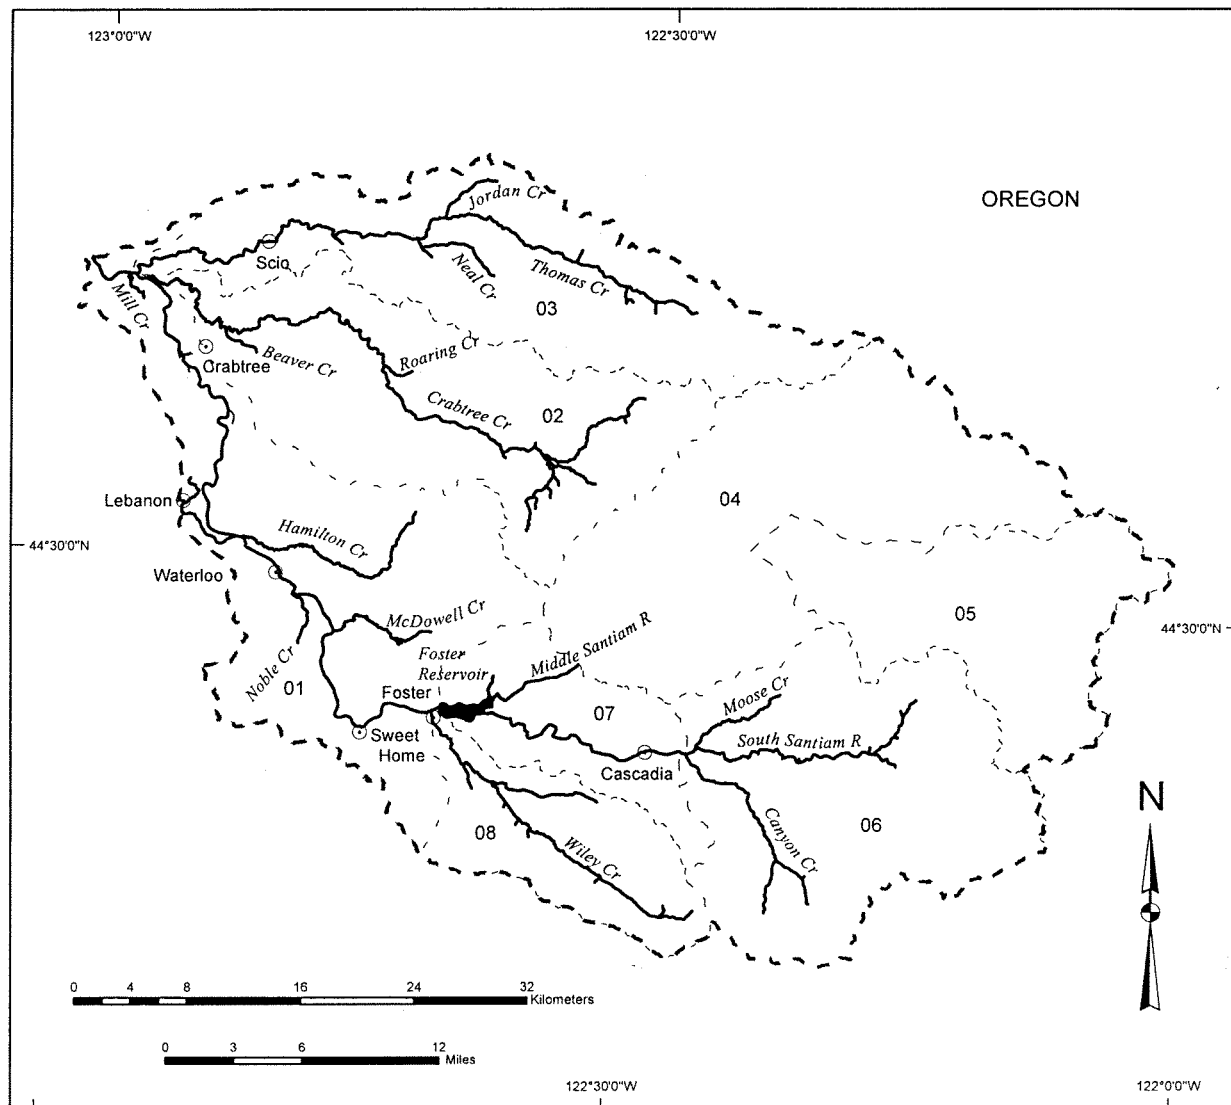 123°0'0"W
122°30'0"W
OREGON
Jordan Cr
Scio
Neal Cr
Thomas Cr
03
Mill Cr
Crabtree
Beaver Cr
Roaring Cr
Crabtree Cr
02
04
Lebanon
Hamilton Cr
44°30'0"N
Waterloo
05
McDowell Cr
44°30'0"N
Noble Cr
01
Foster
Reservoir
Middle Santiam R
Foster
Moose Cr
07
South Santiam R
Sweet
Home
Cascadia
Canyon Cr
06
08
Wiley Cr
N
0 4 8 16 24 32
Kilometers
0 3 6 12
Miles
122°30'0"W
122°0'0"W